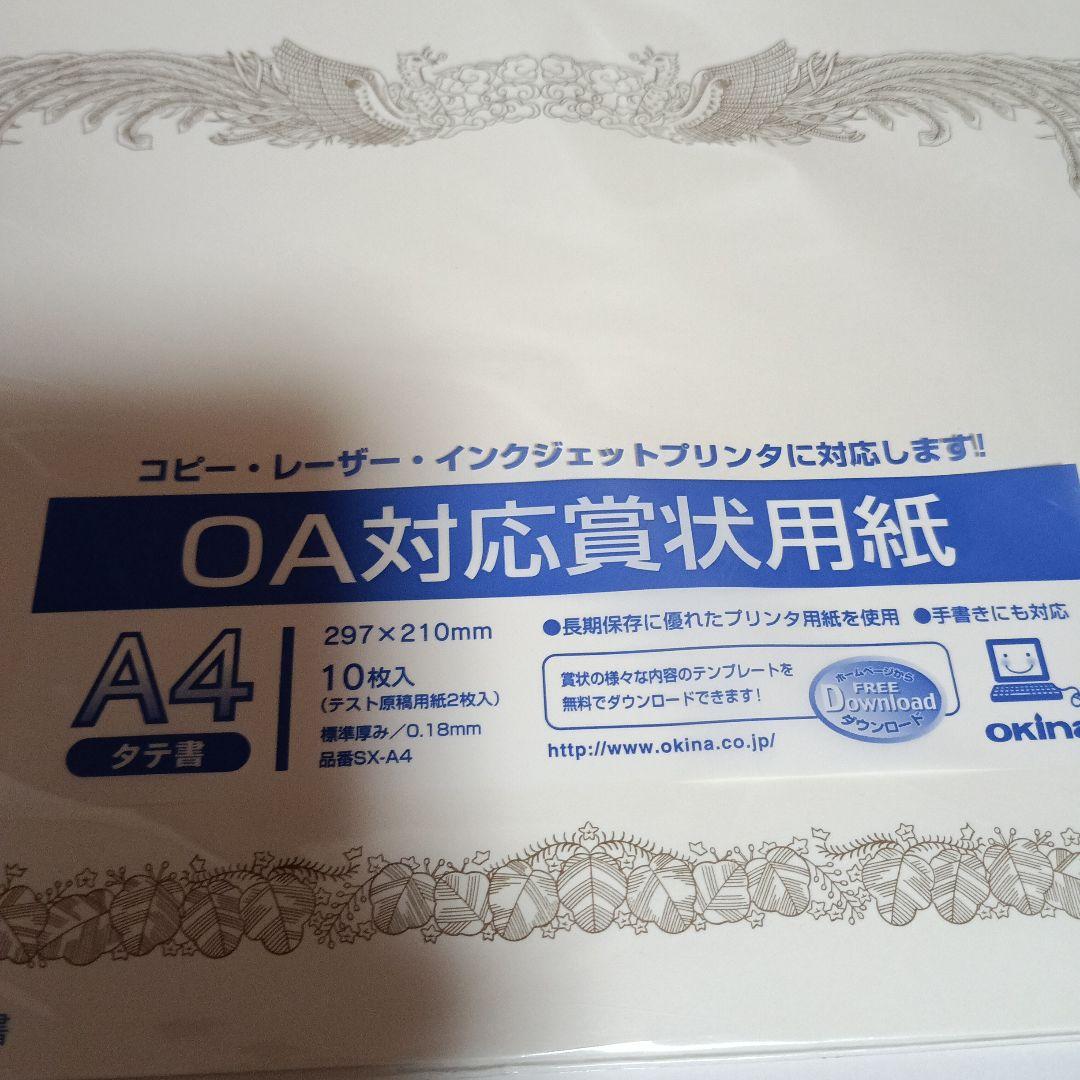 コピー・レーザー・インクジェットプリンタに対応します!!
OA対応賞状用紙
A4
タテ書
297×210mm
10枚入
(テスト原稿用紙2枚入)
標準厚み/0.18mm
品番SX-A4
●長期保存に優れたプリンタ用紙を使用 ●手書きにも対応
賞状の様々な内容のテンプレートを
無料でダウンロードできます!
ホームページから
FREE
Download
ダウンロード
http://www.okina.co.jp/
okina
書